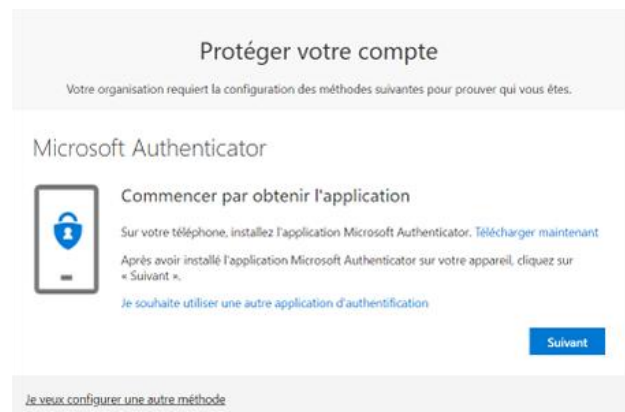 Protéger votre compte
Votre organisation requiert la configuration des méthodes suivantes pour prouver qui vous êtes.
Microsoft Authenticator
Commencer par obtenir l'application
Sur votre téléphone, installez l'application Microsoft Authenticator. Télécharger maintenant
Après avoir installé l'application Microsoft Authenticator sur votre appareil, cliquez sur
« Suivant ».
Je souhaite utiliser une autre application d'authentification
Suivant
Je veux configurer une autre méthode